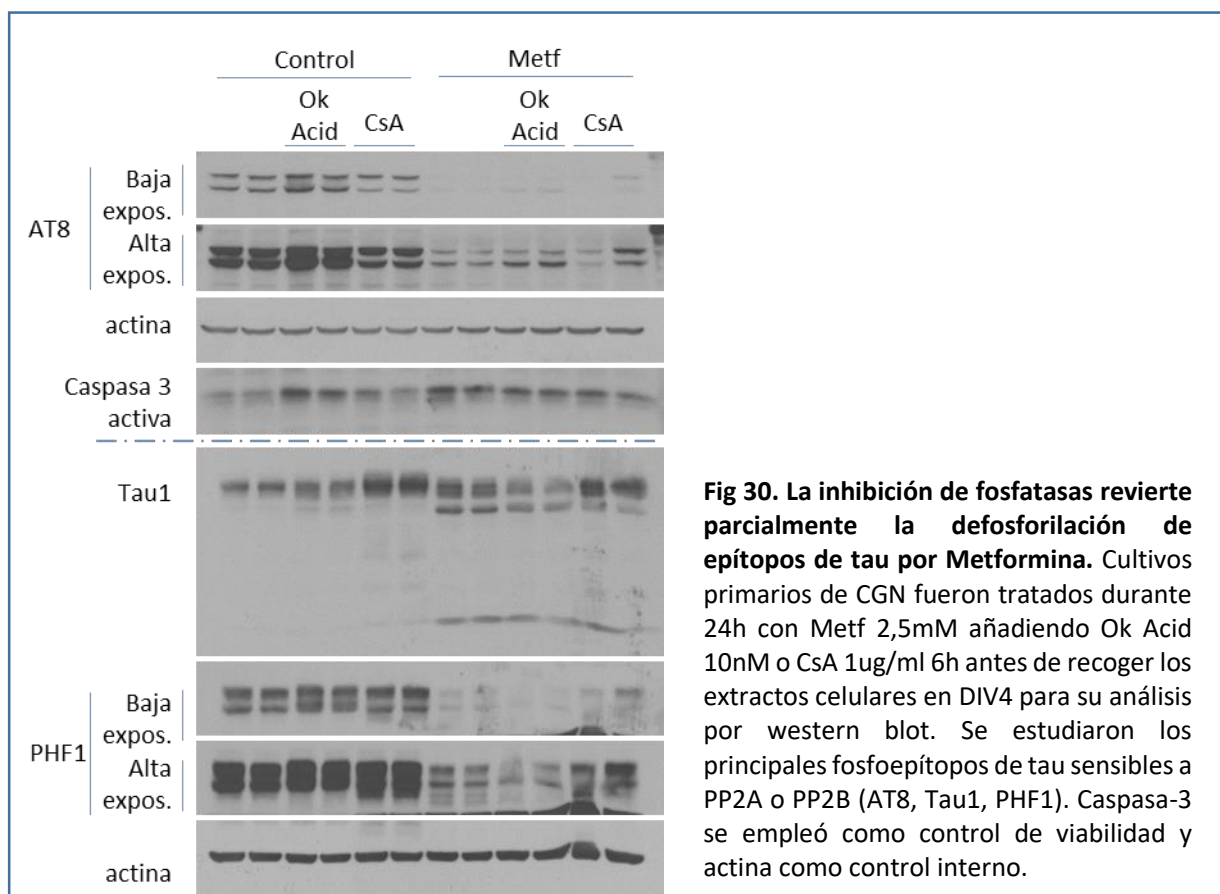 Control Metf
Ok Ok
Acid CsA Acid CsA
Baja
expos.
AT8
Alta
expos.
actina
Caspasa 3
activa
Tau1
Baja
expos.
PHF1
Alta
expos.
actina
Fig 30. La inhibición de fosfatasas revierte
parcialmente la defosforilación de
epítopos de tau por Metformina. Cultivos
primarios de CGN fueron tratados durante
24h con Metf 2,5mM añadiendo Ok Acid
10nM o CsA 1ug/ml 6h antes de recoger los
extractos celulares en DIV4 para su análisis
por western blot. Se estudiaron los
principales fosfoepítopos de tau sensibles a
PP2A o PP2B (AT8, Tau1, PHF1). Caspasa-3
se empleó como control de viabilidad y
actina como control interno.